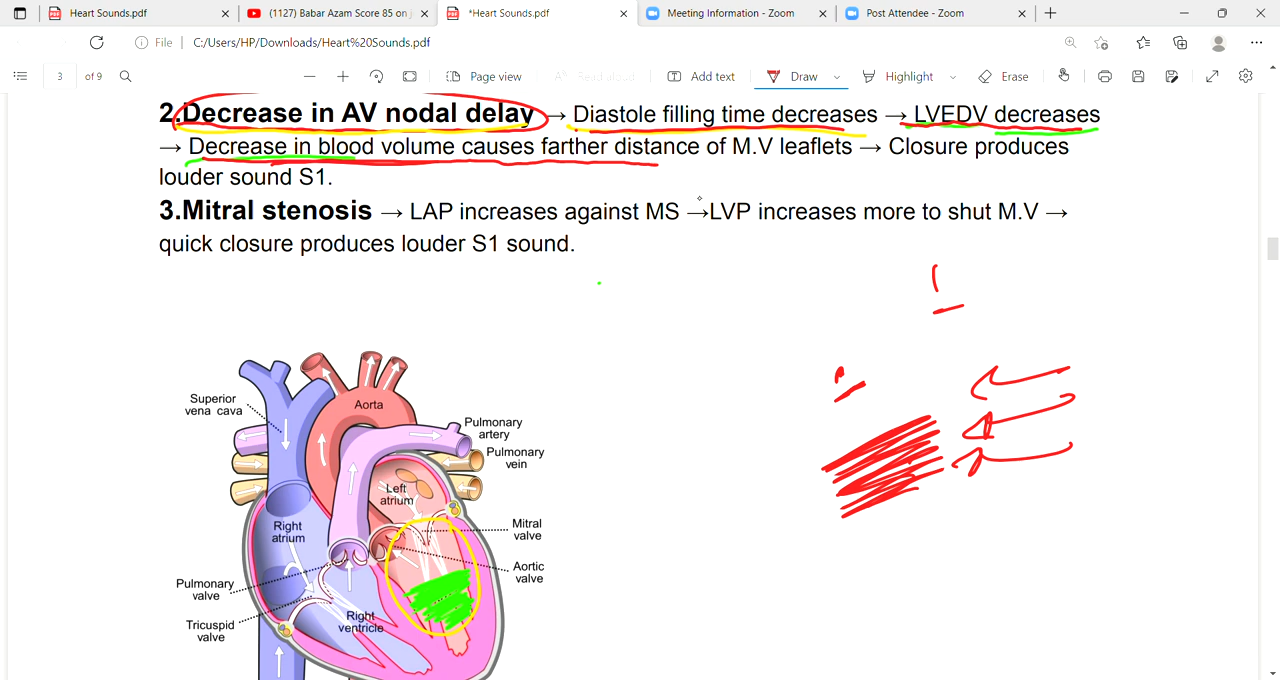 Heart Sounds.pdf
(1127) Babar Azam Score 85 on
*Heart Sounds.pdf
Meeting Information - Zoom
Post Attendee - Zoom
File
C:/Users/HP/Downloads/Heart%20Sounds.pdf
3 of 9
Page view
Read aloud
Add text
Draw
Highlight
Erase
2.Decrease in AV nodal delay → Diastole filling time decreases → LVEDV decreases
→ Decrease in blood volume causes farther distance of M.V leaflets → Closure produces
louder sound S1.
3.Mitral stenosis → LAP increases against MS →LVP increases more to shut M.V →
quick closure produces louder S1 sound.
Superior
vena cava
Aorta
Pulmonary
artery
Pulmonary
vein
Left
atrium
Right
atrium
Mitral
valve
Aortic
valve
Pulmonary
valve
Tricuspid
valve
Right
ventricle